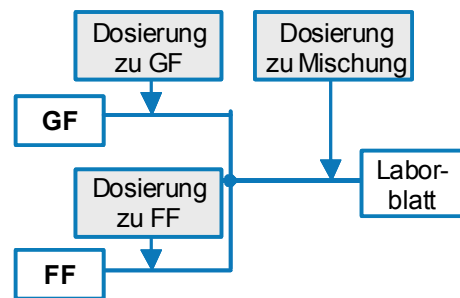 Dosierung
zu GF
Dosierung
zu Mischung
GF
Dosierung
zu FF
Labor-
blatt
FF